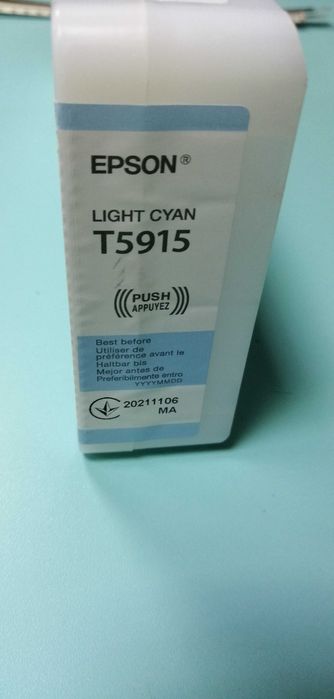 EPSON®
LIGHT CYAN
T5915
PUSH
APPUYEZ
Best before
Utiliser de
préférence avant le
Haltbar bis
Mejor antes de
Preferibilmente entro
YYYYMMDD
20211106
MA